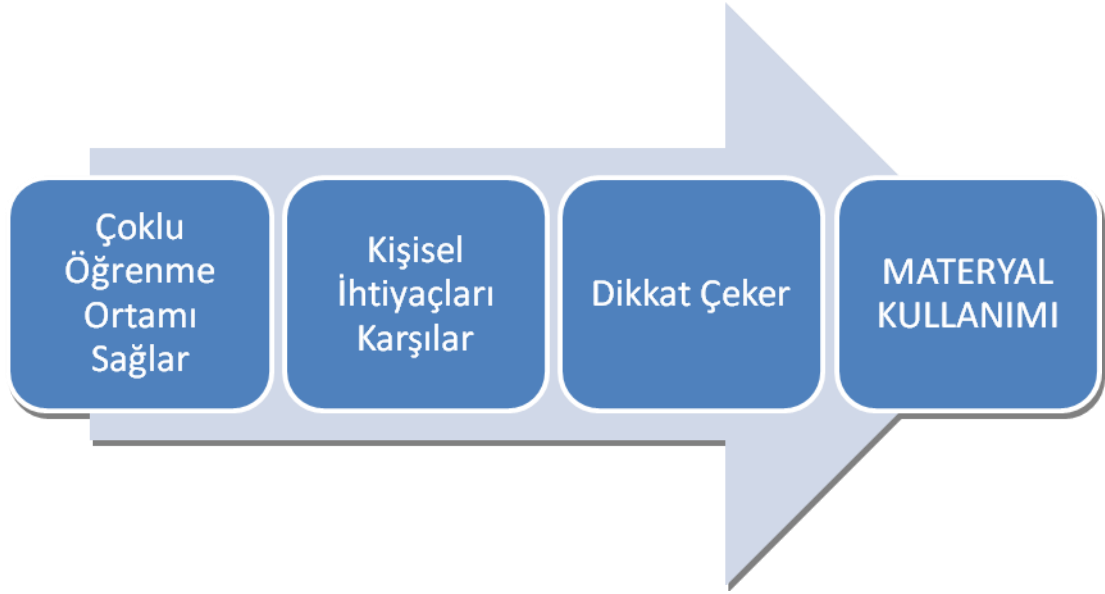 Çoklu
Öğrenme
Ortamı
Sağlar
Kişisel
İhtiyaçları
Karşılar
Dikkat Çeker
MATERYAL
KULLANIMI